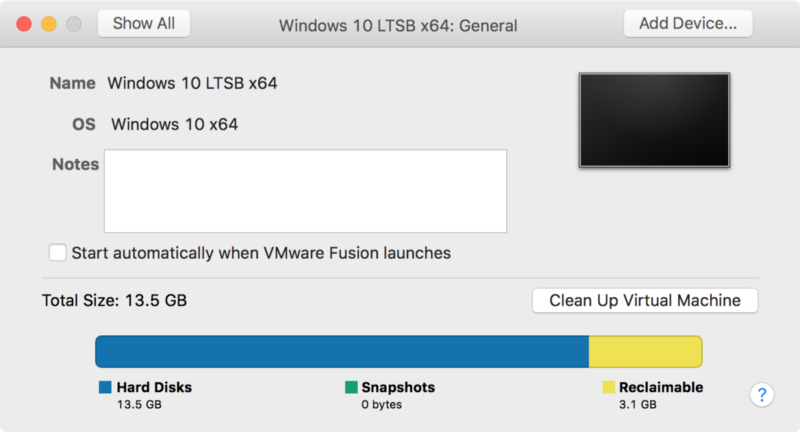 Show All
Windows 10 LTSB x64: General
Add Device...
Name Windows 10 LTSB x64
OS Windows 10 x64
Notes
Start automatically when VMware Fusion launches
Total Size: 13.5 GB
Clean Up Virtual Machine
Hard Disks
13.5 GB
Snapshots
0 bytes
Reclaimable
3.1 GB
?